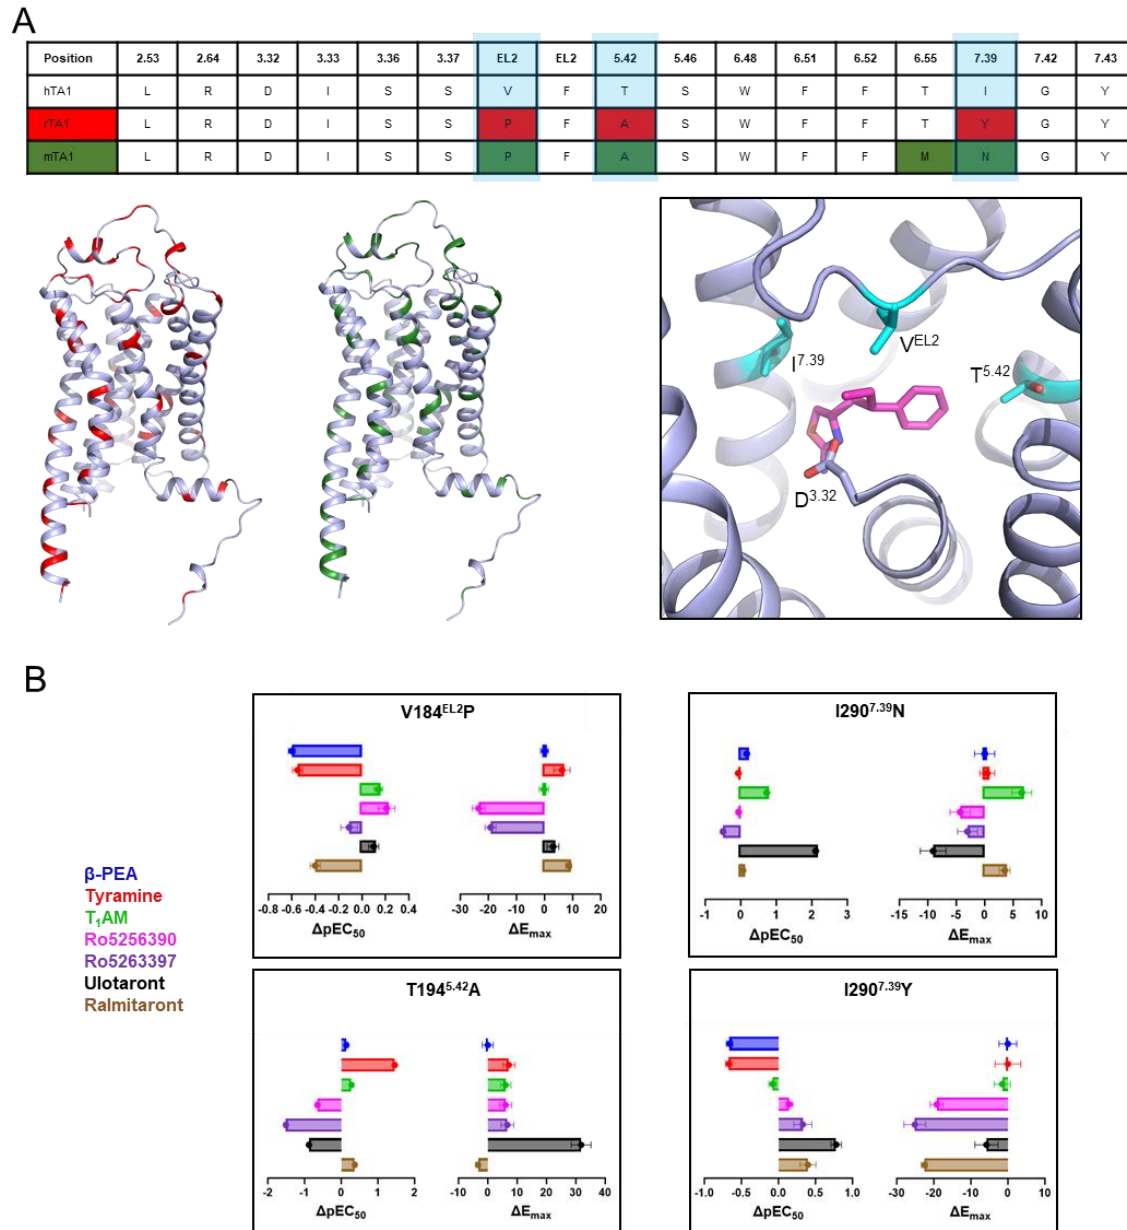 A
Position 2.53 2.64 3.32 3.33 3.36 3.37 EL2 EL2 5.42 5.46 6.48 6.51 6.52 6.55 7.39 7.42 7.43
hTA1 L R D I S S V F T S W F F T I G Y
rTA1 L R D I S S P F A S W F F T Y G Y
mTA1 L R D I S S P F A S W F F M N G Y
I7.39
VEL2
T5.42
D3.32
B
β-PEA
Tyramine
T₁AM
Ro5256390
Ro5263397
Ulotaront
Ralmitaront
V184EL2P
-0.8 -0.6 -0.4 -0.2 0.0 0.2 0.4
ΔpEC₅₀
-30 -20 -10 0 10 20 30
ΔEmax
I2907.39N
-1 0 1 2 3
ΔpEC₅₀
-15 -10 -5 0 5 10
ΔEmax
T1945.42A
-2 -1 0 1 2
ΔpEC₅₀
-10 0 10 20 30 40
ΔEmax
I2907.39Y
-1.0 -0.5 0.0 0.5 1.0
ΔpEC₅₀
-30 -20 -10 0 10
ΔEmax